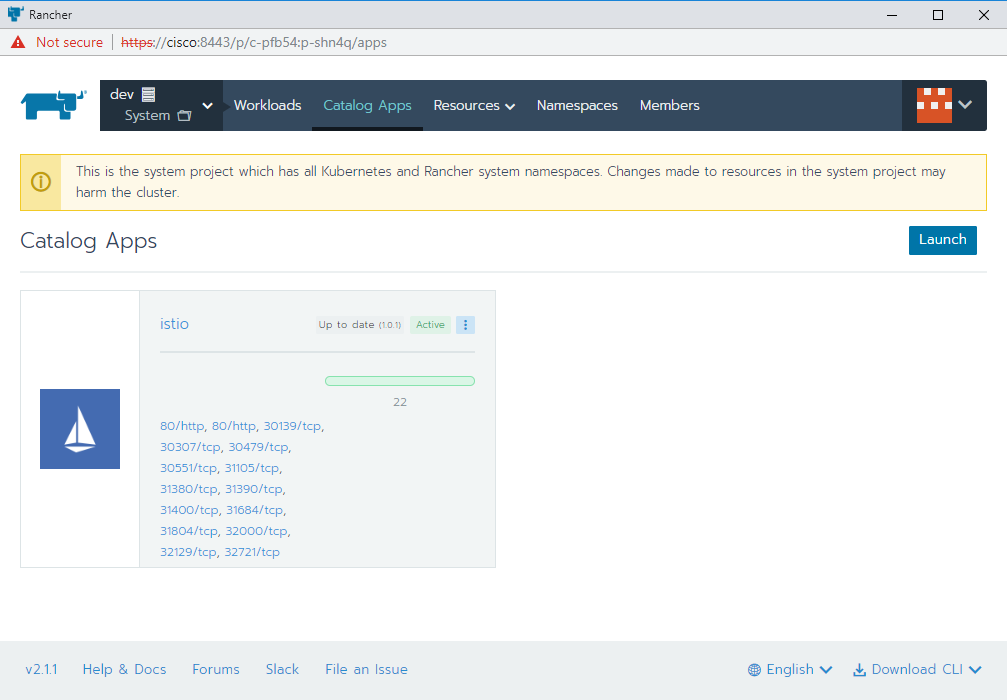 Rancher
Not secure | https://cisco:8443/p/c-pfb54:p-shn4q/apps
dev
System
Workloads Catalog Apps Resources Namespaces Members
This is the system project which has all Kubernetes and Rancher system namespaces. Changes made to resources in the system project may
harm the cluster.
Catalog Apps
Launch
istio
Up to date (1.0.1) Active
22
80/http, 80/http, 30139/tcp,
30307/tcp, 30479/tcp,
30551/tcp, 31105/tcp,
31380/tcp, 31390/tcp,
31400/tcp, 31684/tcp,
31804/tcp, 32000/tcp,
32129/tcp, 32721/tcp
v2.1.1 Help & Docs Forums Slack File an Issue English Download CLI